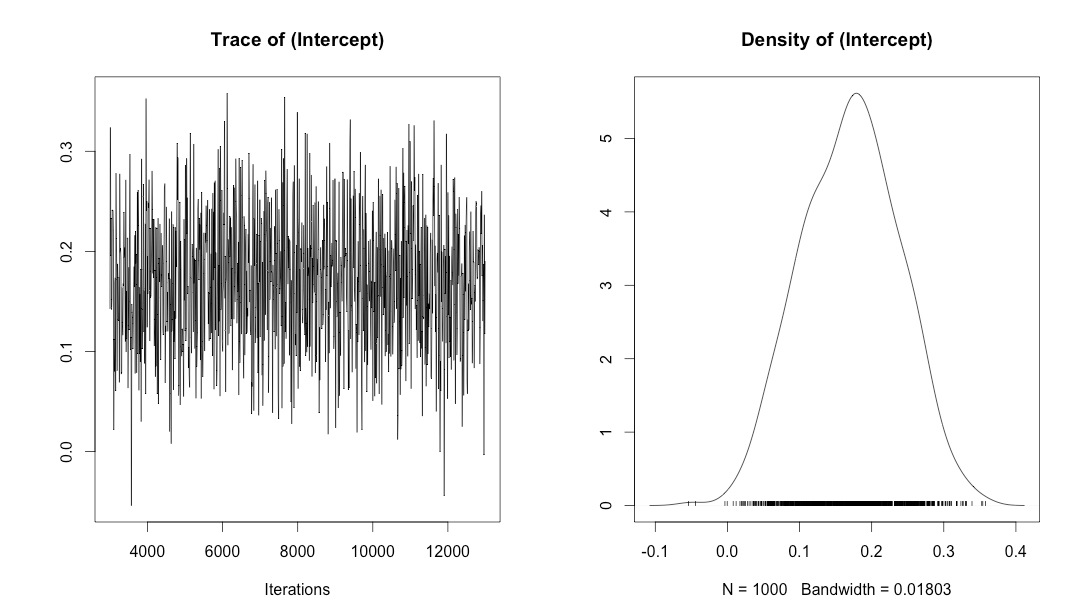 Trace of (Intercept)
0.3
0.2
0.1
0.0
4000 6000 8000 10000 12000
Iterations
Density of (Intercept)
5
4
3
2
1
0
-0.1 0.0 0.1 0.2 0.3 0.4
N = 1000 Bandwidth = 0.01803